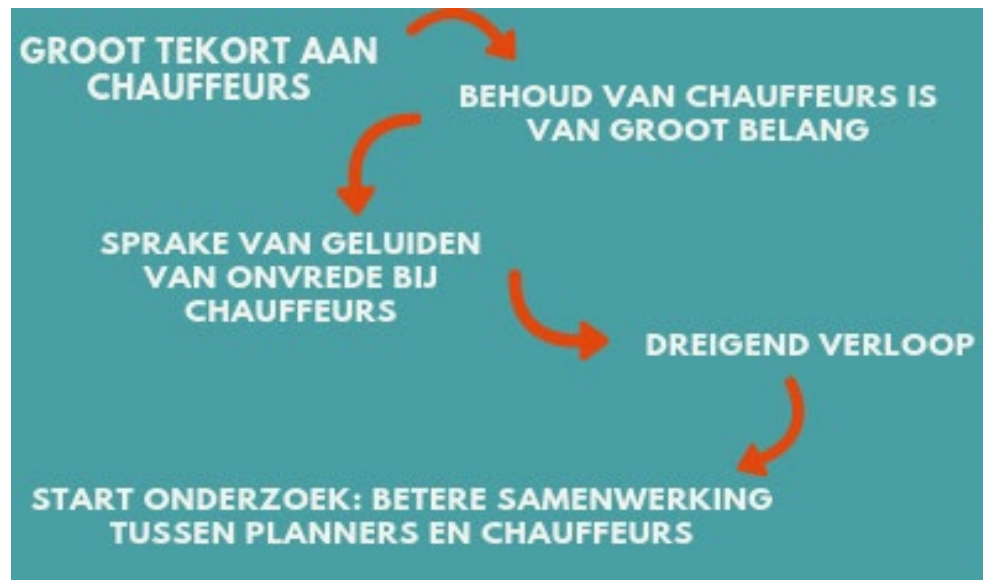 GROOT TEKORT AAN
CHAUFFEURS
BEHOUD VAN CHAUFFEURS IS
VAN GROOT BELANG
SPRAKE VAN GELUIDEN
VAN ONVREDE BIJ
CHAUFFEURS
DREIGEND VERLOOP
START ONDERZOEK: BETERE SAMENWERKING
TUSSEN PLANNERS EN CHAUFFEURS